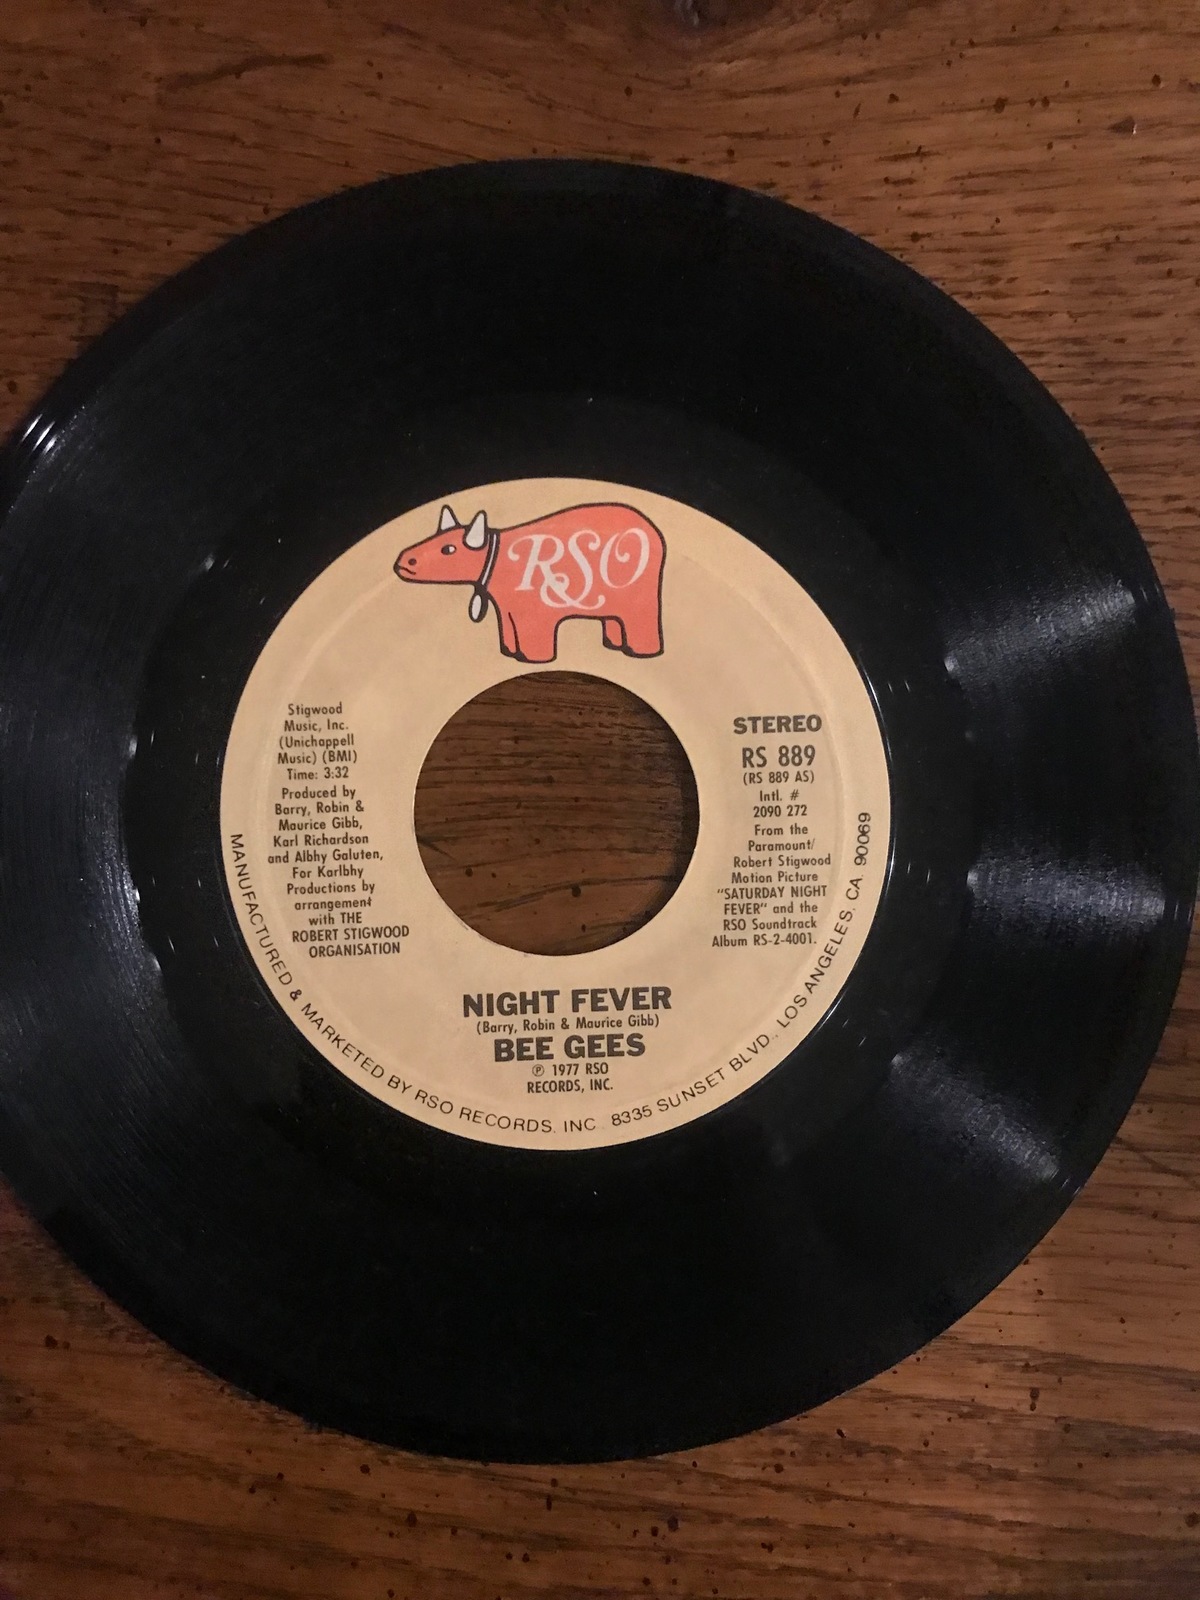 RSO
Stigwood
Music, Inc.
(Unichappell
Music) (BMI)
Time: 3:32
Produced by
Barry, Robin &
Maurice Gibb,
Karl Richardson
and Albhy Galuten,
For Karlbhy
Productions by
arrangement
with THE
ROBERT STIGWOOD
ORGANISATION
STEREO
RS 889
(RS 889 AS)
Intl. #
2090 272
From the
Paramount/
Robert Stigwood
Motion Picture
"SATURDAY NIGHT
FEVER" and the
RSO Soundtrack
Album RS-2-4001.
NIGHT FEVER
(Barry, Robin & Maurice Gibb)
BEE GEES
℗ 1977 RSO
RECORDS, INC.
MANUFACTURED & MARKETED BY RSO RECORDS, INC. 8335 SUNSET BLVD., LOS ANGELES, CA. 90069